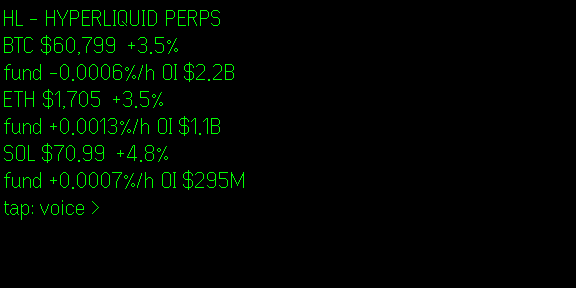 HL - HYPERLIQUID PERPS
BTC $60,799 +3.5%
fund -0.0006%/h OI $2.2B
ETH $1,705 +3.5%
fund +0.0013%/h OI $1.1B
SOL $70.99 +4.8%
fund +0.0007%/h OI $295M
tap: voice >